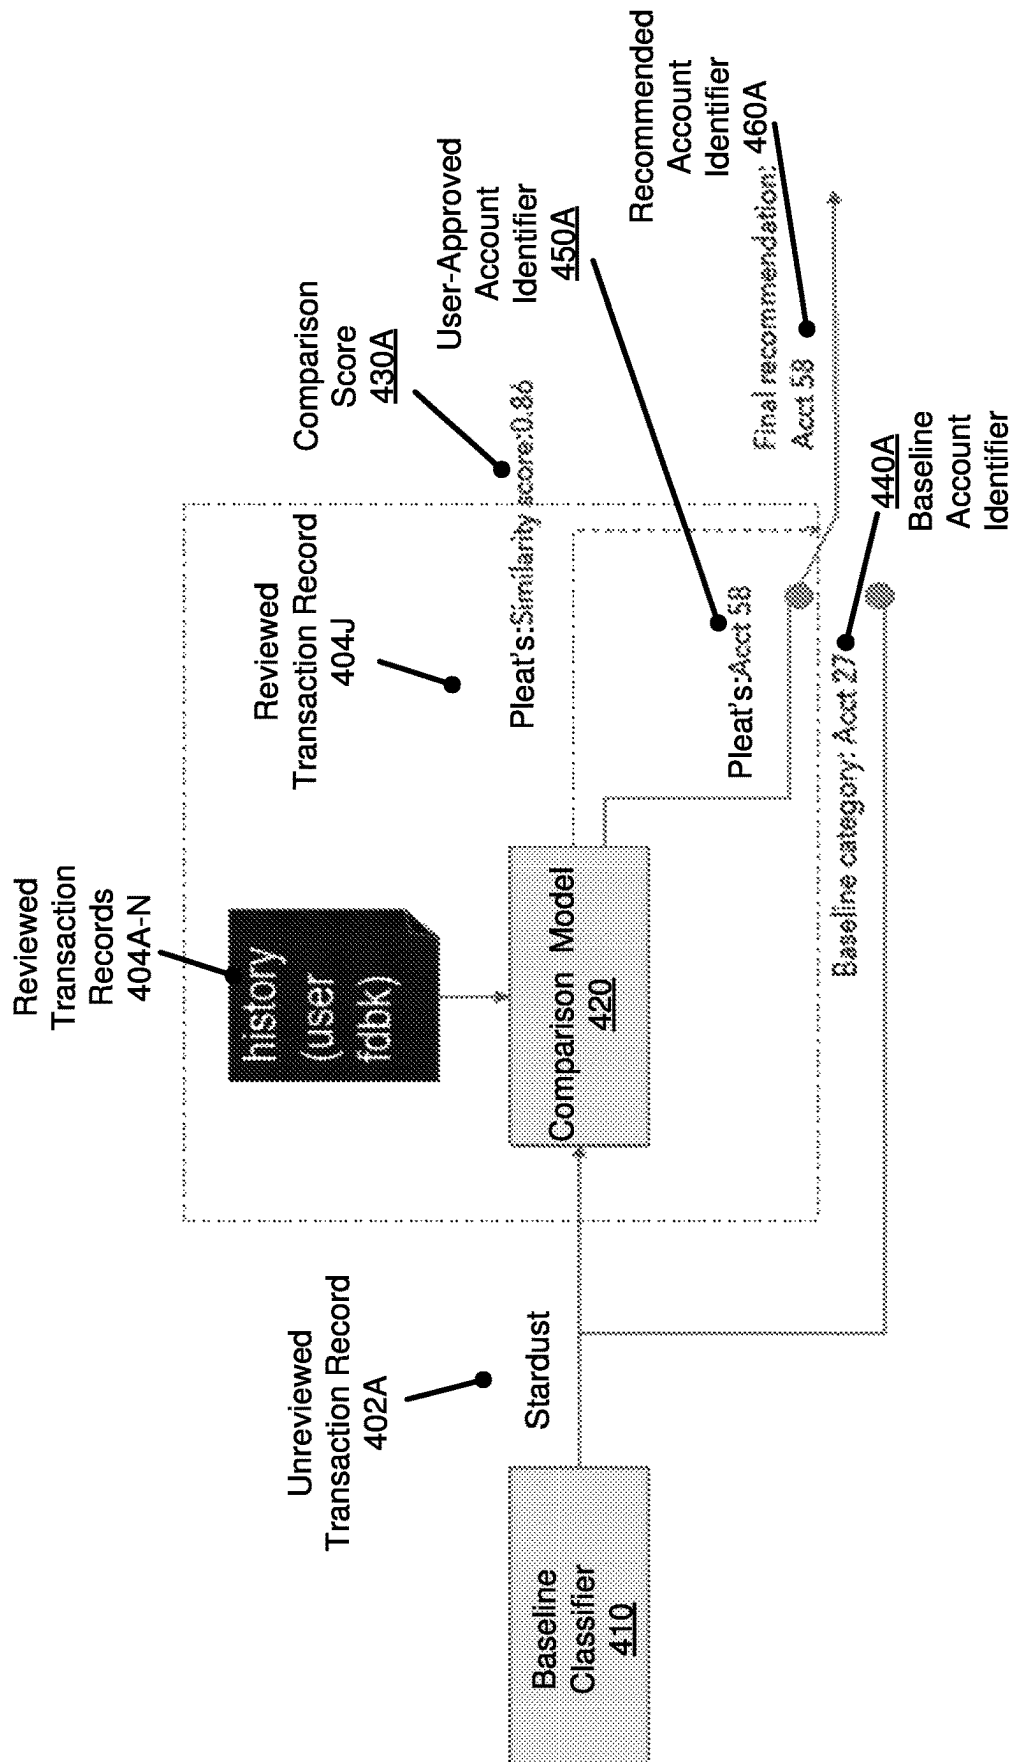 Reviewed
Transaction
Records
404A-N
history
(user
fdbk)
Reviewed
Transaction Record
404J
Comparison
Score
430A
Pleat's:Similarity score:0.86
User-Approved
Account
Identifier
450A
Pleat's:Acct 58
Recommended
Account
Identifier
460A
Final recommendation:
Acct 58
Unreviewed
Transaction Record
402A
Stardust
Baseline
Classifier
410
Comparison Model
420
Baseline category: Acct 27
440A
Baseline
Account
Identifier